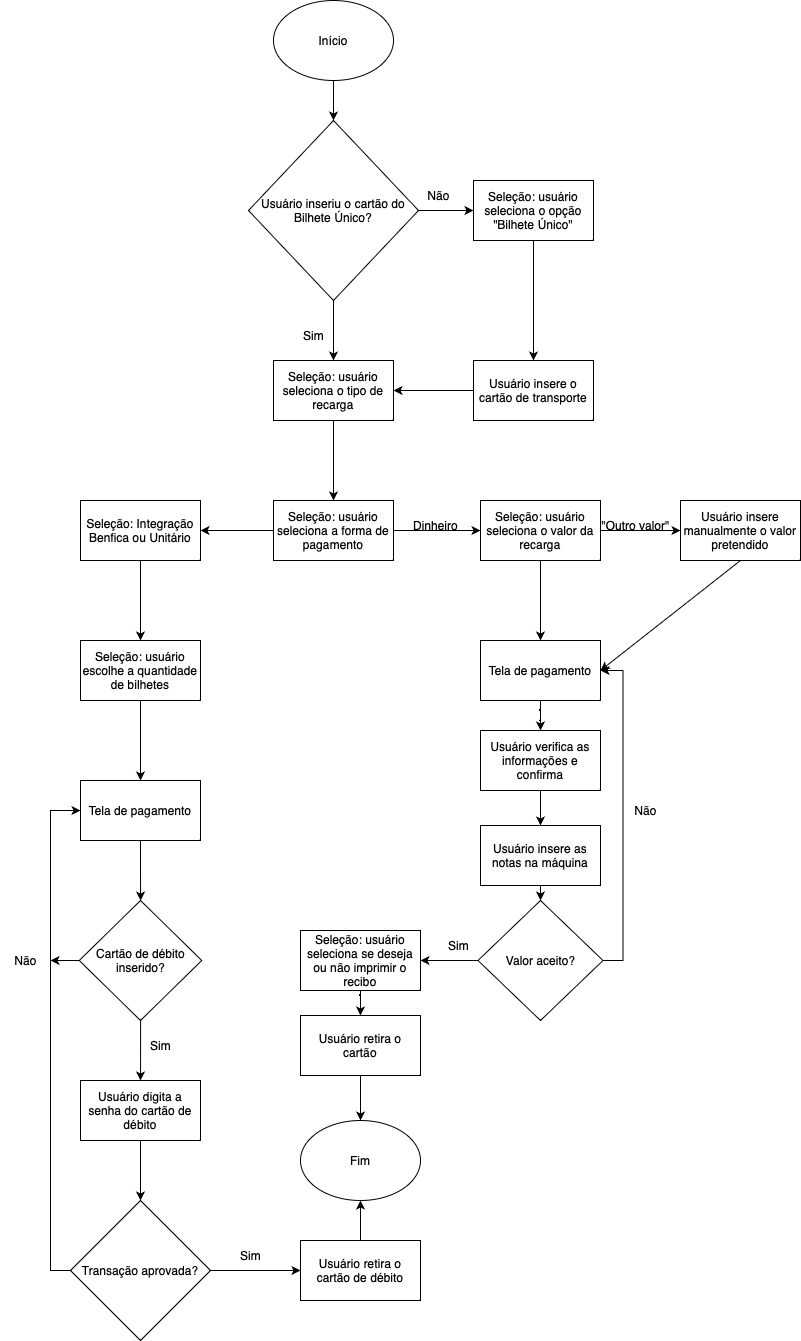 Início
Usuário inseriu o cartão do
Bilhete Único?
Não
Seleção: usuário
seleciona o opção
"Bilhete Único"
Sim
Seleção: usuário
seleciona o tipo de
recarga
Usuário insere o
cartão de transporte
Seleção: Integração
Benfica ou Unitário
Seleção: usuário
seleciona a forma de
pagamento
Dinheiro
Seleção: usuário
seleciona o valor da
recarga
"Outro valor"
Usuário insere
manualmente o valor
pretendido
Seleção: usuário
escolhe a quantidade
de bilhetes
Tela de pagamento
Usuário verifica as
informações e
confirma
Tela de pagamento
Não
Usuário insere as
notas na máquina
Cartão de débito
inserido?
Não
Seleção: usuário
seleciona se deseja
ou não imprimir o
recibo
Sim
Valor aceito?
Sim
Usuário retira o
cartão
Usuário digita a
senha do cartão de
débito
Fim
Transação aprovada?
Sim
Usuário retira o
cartão de débito